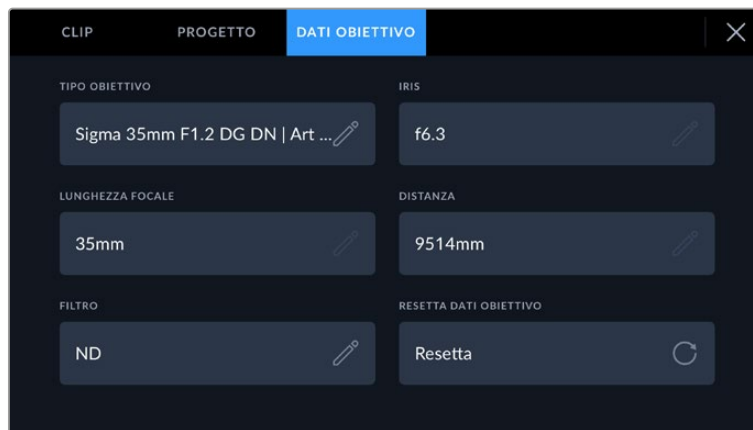 CLIP PROGETTO DATI OBIETTIVO
TIPO OBIETTIVO IRIS
Sigma 35mm F1.2 DG DN | Art ... f6.3
LUNGHEZZA FOCALE DISTANZA
35mm 9514mm
FILTRO RESETTA DATI OBIETTIVO
ND Resetta